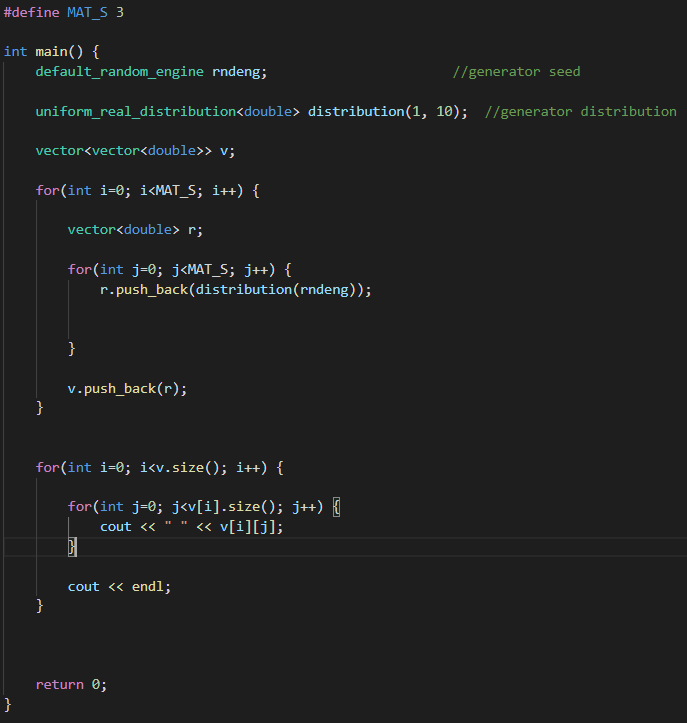 #define MAT_S 3
int main() {
default_random_engine rndeng; //generator seed
uniform_real_distribution<double> distribution(1, 10); //generator distribution
vector<vector<double>> v;
for(int i=0; i<MAT_S; i++) {
vector<double> r;
for(int j=0; j<MAT_S; j++) {
r.push_back(distribution(rndeng));
}
v.push_back(r);
}
for(int i=0; i<v.size(); i++) {
for(int j=0; j<v[i].size(); j++) {
cout << " " << v[i][j];
}
cout << endl;
}
return 0;
}